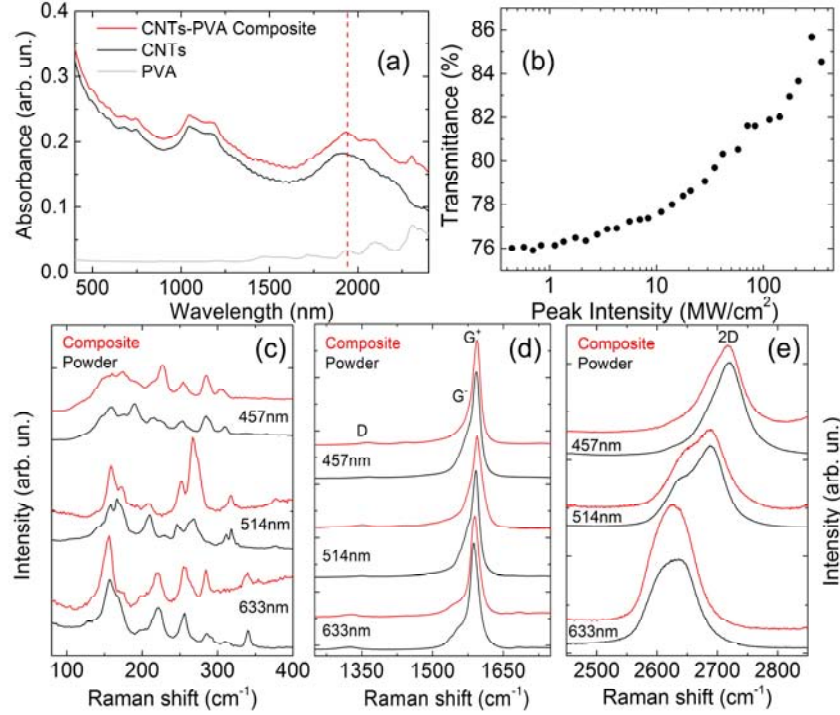 CNTs-PVA Composite
CNTs
PVA
(a)
Absorbance (arb. un.)
0.4
0.3
0.2
0.1
0.0
500 1000 1500 2000
Wavelength (nm)
(b)
Transmittance (%)
86
84
82
80
78
76
1 10 100
Peak Intensity (MW/cm²)
Composite
Powder
(c)
457nm
514nm
633nm
Intensity (arb. un.)
100 200 300 400
Raman shift (cm⁻¹)
Composite
Powder
G⁺
(d)
G⁻
D
457nm
514nm
633nm
1350 1500 1650
Raman shift (cm⁻¹)
2D
Composite
Powder
(e)
457nm
514nm
633nm
Intensity (arb. un.)
2500 2600 2700 2800
Raman shift (cm⁻¹)